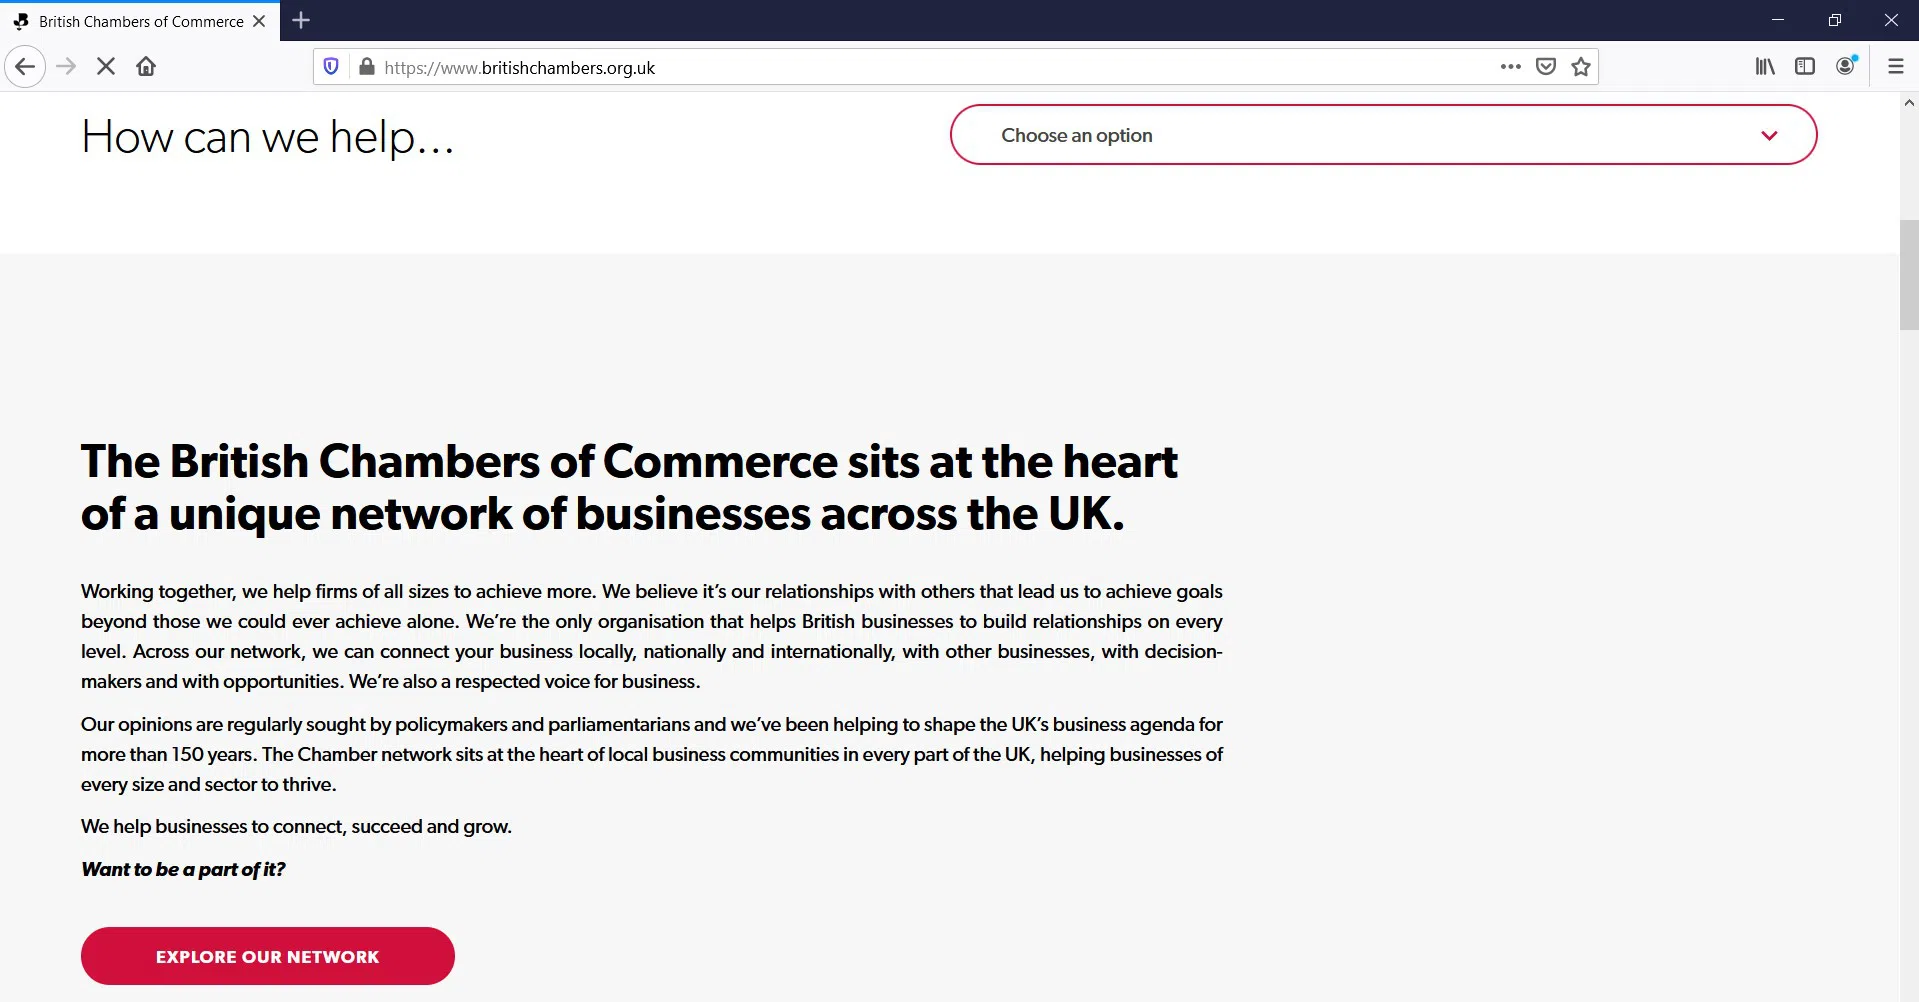 British Chambers of Commerce
https://www.britishchambers.org.uk
How can we help...
Choose an option
The British Chambers of Commerce sits at the heart
of a unique network of businesses across the UK.
Working together, we help firms of all sizes to achieve more. We believe it’s our relationships with others that lead us to achieve goals
beyond those we could ever achieve alone. We’re the only organisation that helps British businesses to build relationships on every
level. Across our network, we can connect your business locally, nationally and internationally, with other businesses, with decision-
makers and with opportunities. We’re also a respected voice for business.
Our opinions are regularly sought by policymakers and parliamentarians and we’ve been helping to shape the UK’s business agenda for
more than 150 years. The Chamber network sits at the heart of local business communities in every part of the UK, helping businesses of
every size and sector to thrive.
We help businesses to connect, succeed and grow.
Want to be a part of it?
EXPLORE OUR NETWORK